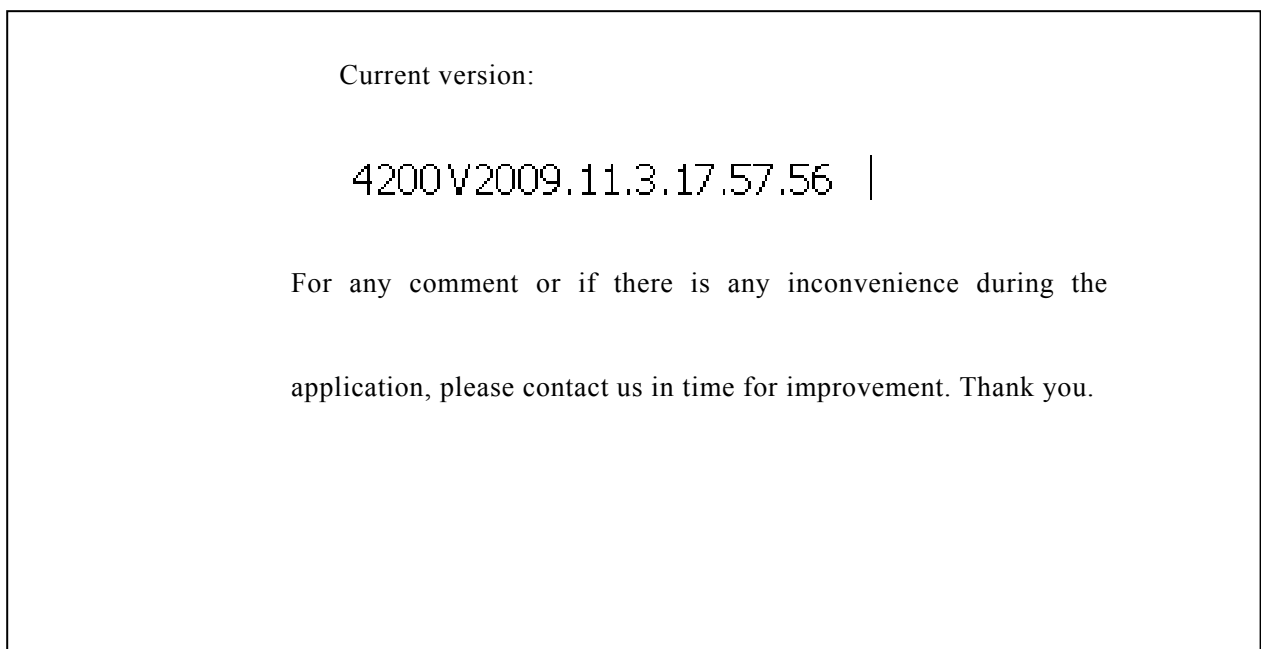 Current version:
4200V2009.11.3.17.57.56
For any comment or if there is any inconvenience during the
application, please contact us in time for improvement. Thank you.